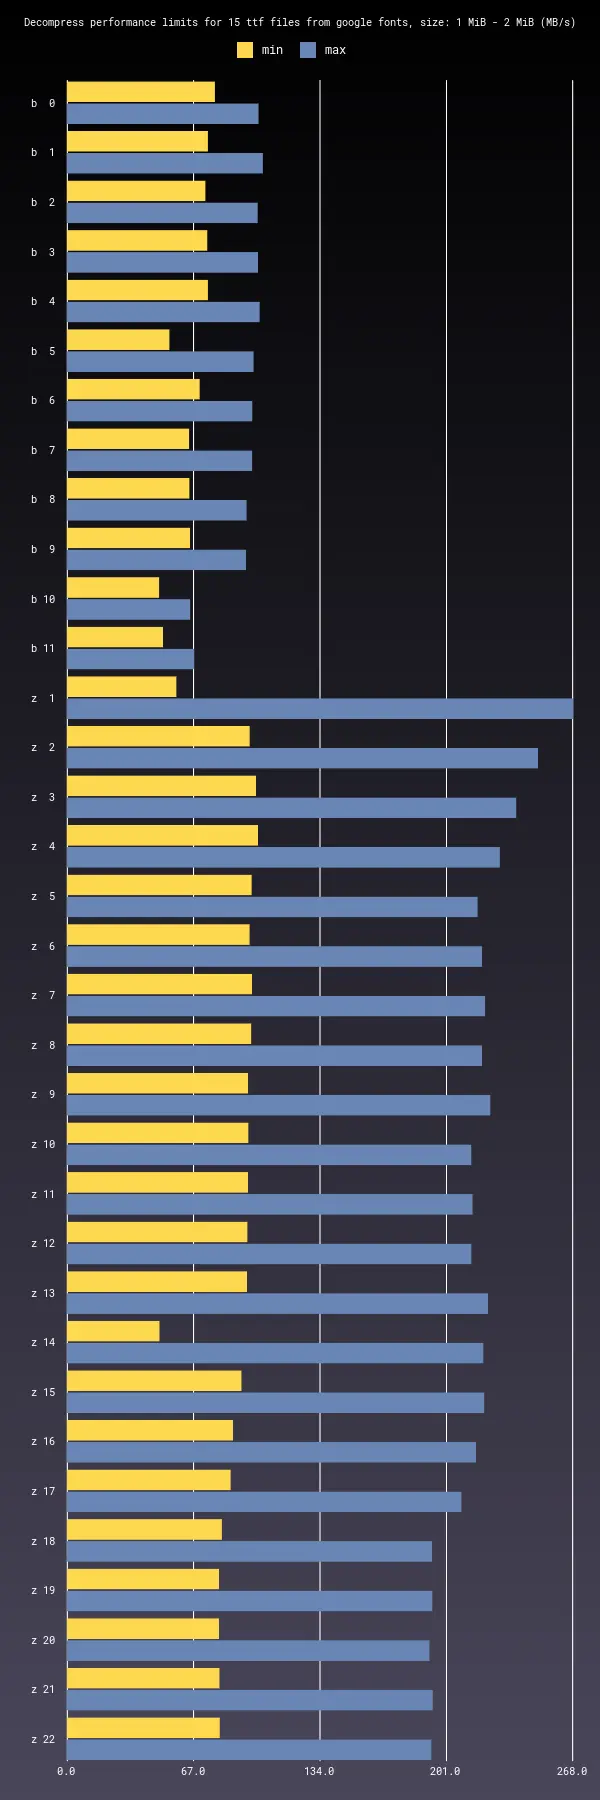 Decompress performance limits for 15 ttf files from google fonts, size: 1 MiB - 2 MiB (MB/s)
min max
b 0
b 1
b 2
b 3
b 4
b 5
b 6
b 7
b 8
b 9
b 10
b 11
z 1
z 2
z 3
z 4
z 5
z 6
z 7
z 8
z 9
z 10
z 11
z 12
z 13
z 14
z 15
z 16
z 17
z 18
z 19
z 20
z 21
z 22
0.0 67.0 134.0 201.0 268.0